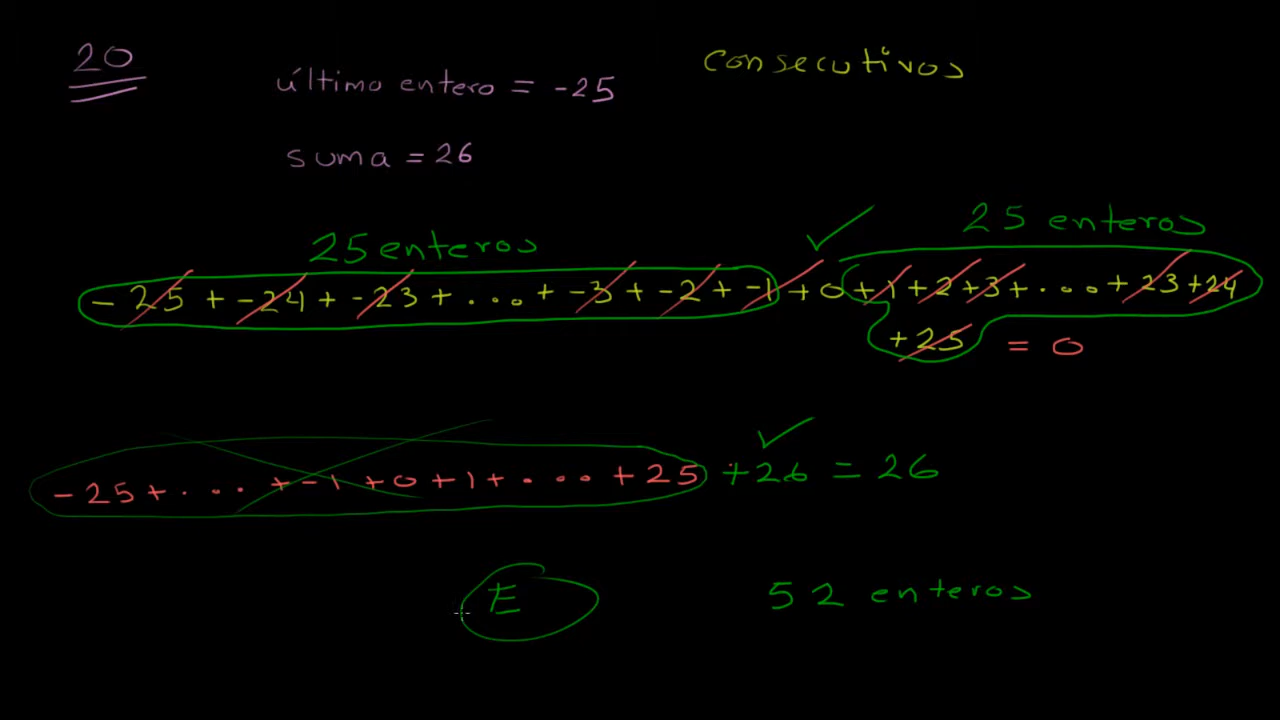 20
último entero = -25
consecutivos
suma = 26
25 enteros
25 enteros
-25 + -24 + -23 + ... + -3 + -2 + -1 + 0 + 1 + 2 + 3 + ... + 23 + 24
+ 25 = 0
-25 + ... + -1 + 0 + 1 + ... + 25 + 26 = 26
E
52 enteros